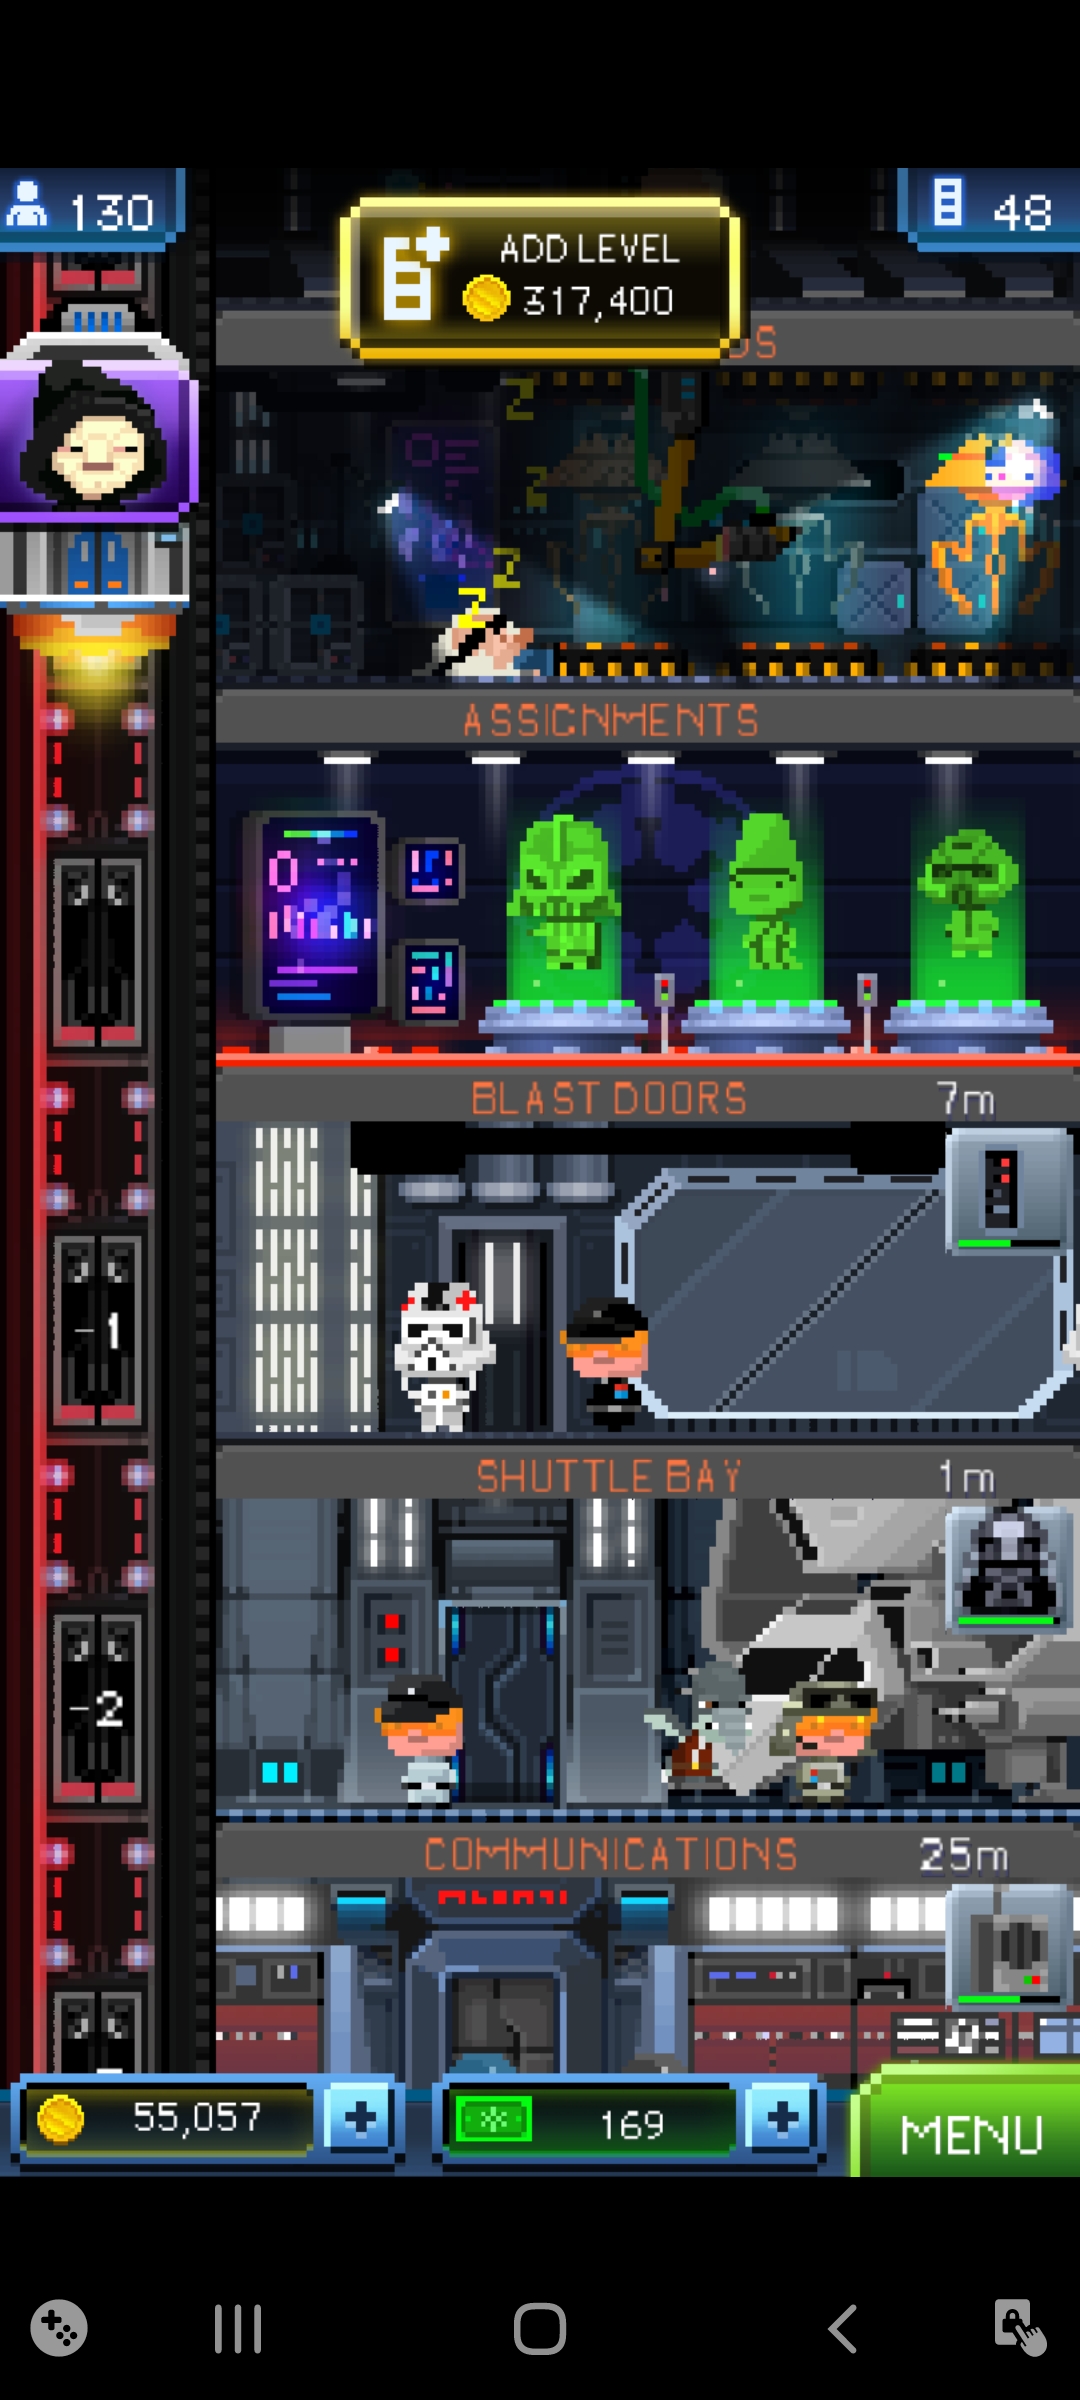 130
ADD LEVEL
317,400
48
DS
Z
Z
Z
Z
ASSIGNMENTS
BLAST DOORS
7m
-1
SHUTTLE BAY
1m
-2
COMMUNICATIONS
25m
55,057
169
MENU